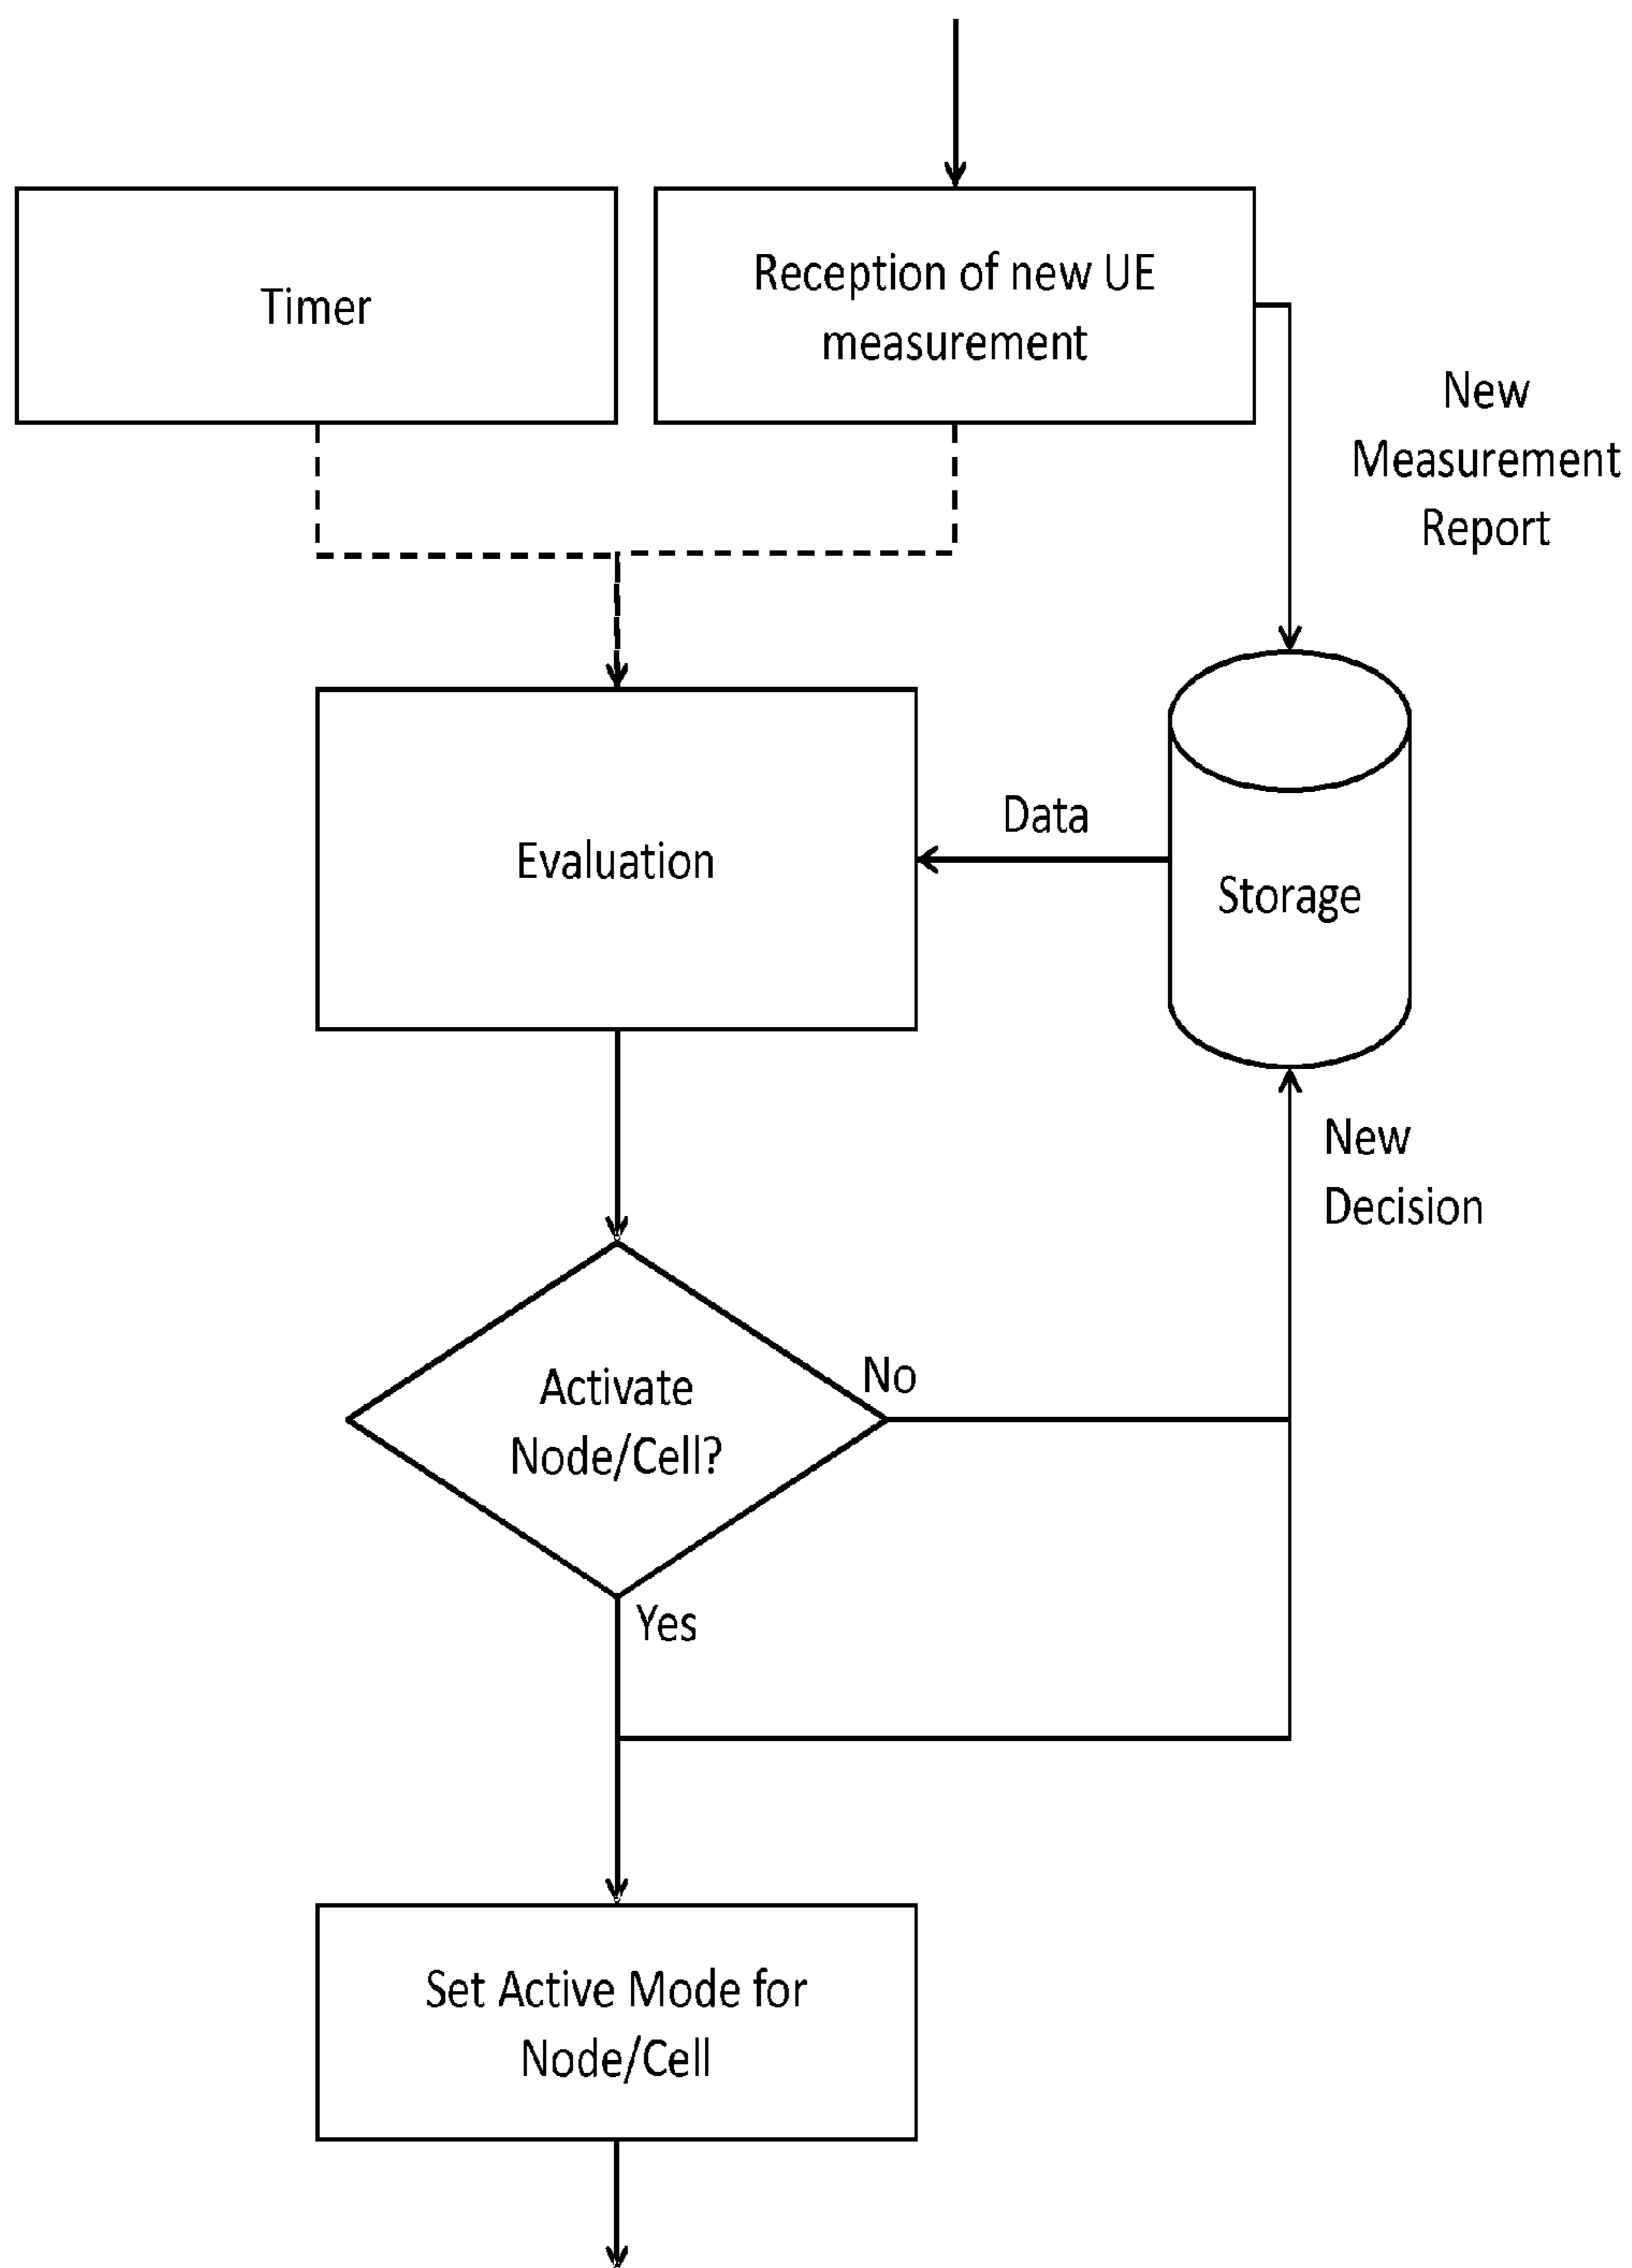 Timer
Reception of new UE
measurement
New
Measurement
Report
Data
Evaluation
Storage
New
Decision
No
Activate
Node/Cell?
Yes
Set Active Mode for
Node/Cell